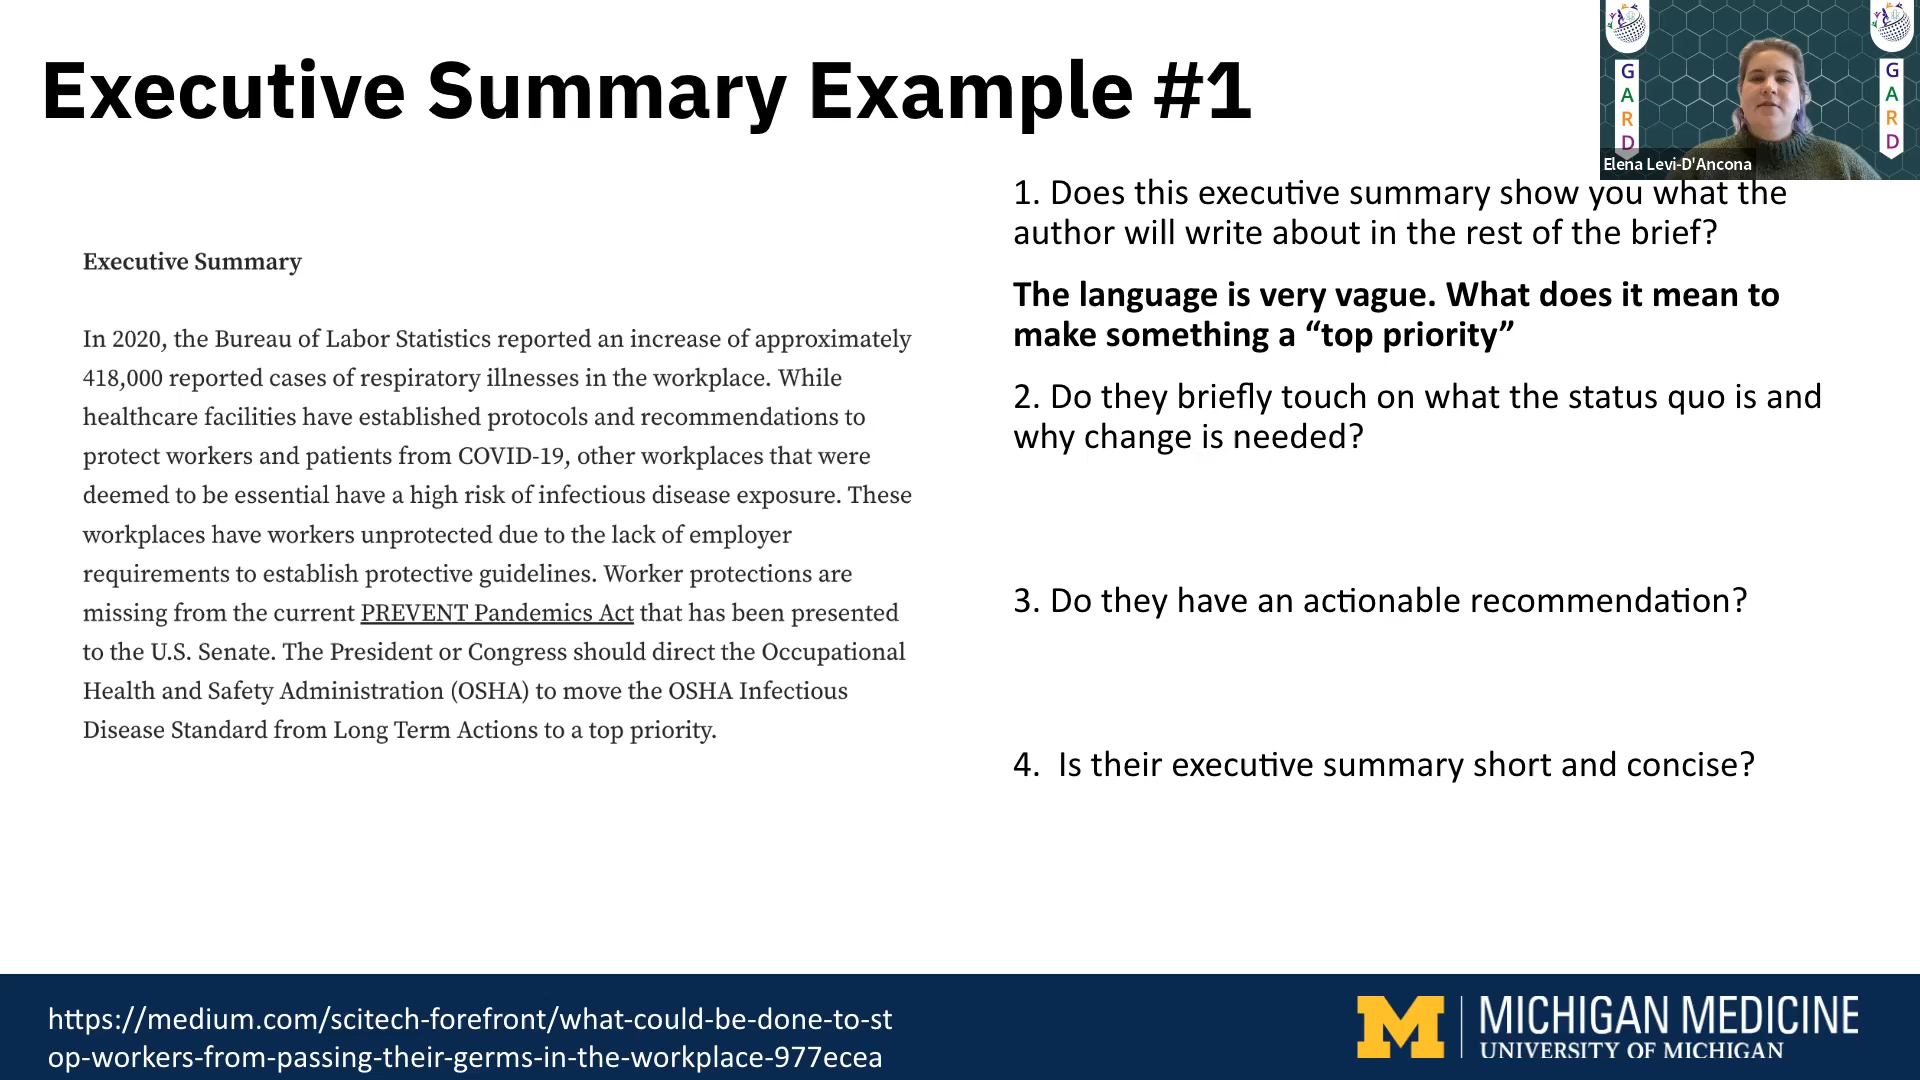 Executive Summary Example #1
G
A
R
D
G
A
R
D
Elena Levi-D'Ancona
Executive Summary
In 2020, the Bureau of Labor Statistics reported an increase of approximately
418,000 reported cases of respiratory illnesses in the workplace. While
healthcare facilities have established protocols and recommendations to
protect workers and patients from COVID-19, other workplaces that were
deemed to be essential have a high risk of infectious disease exposure. These
workplaces have workers unprotected due to the lack of employer
requirements to establish protective guidelines. Worker protections are
missing from the current PREVENT Pandemics Act that has been presented
to the U.S. Senate. The President or Congress should direct the Occupational
Health and Safety Administration (OSHA) to move the OSHA Infectious
Disease Standard from Long Term Actions to a top priority.
1. Does this executive summary show you what the
author will write about in the rest of the brief?
The language is very vague. What does it mean to
make something a “top priority”
2. Do they briefly touch on what the status quo is and
why change is needed?
3. Do they have an actionable recommendation?
4. Is their executive summary short and concise?
https://medium.com/scitech-forefront/what-could-be-done-to-st
op-workers-from-passing-their-germs-in-the-workplace-977ecea
M
MICHIGAN MEDICINE
UNIVERSITY OF MICHIGAN